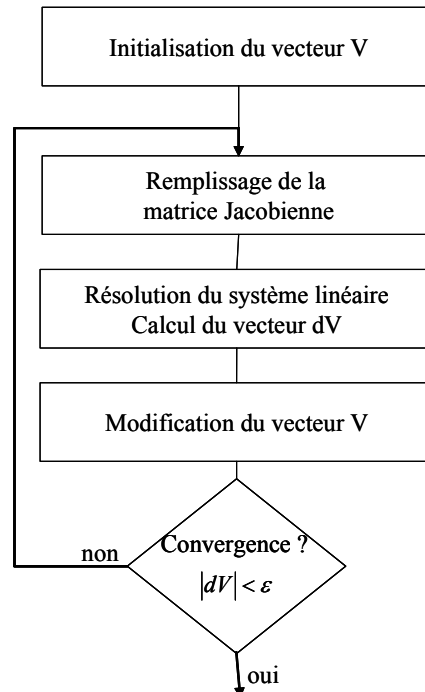 Initialisation du vecteur V
Remplissage de la
matrice Jacobienne
Résolution du système linéaire
Calcul du vecteur dV
Modification du vecteur V
Convergence ?
non
|dV| < ε
oui